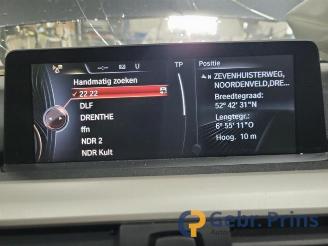 U TP Positie
Handmatig zoeken
✓ 22 22
DLF
DRENTHE
ffn
NDR 2
NDR Kult
ZEVENHUISTERWEG,
NOORDENVELD,DRE...
Breedtegraad:
52° 42' 31"N
Lengtegr.:
6° 55' 11"O
Hoog. 10 m
Gebr. Prins